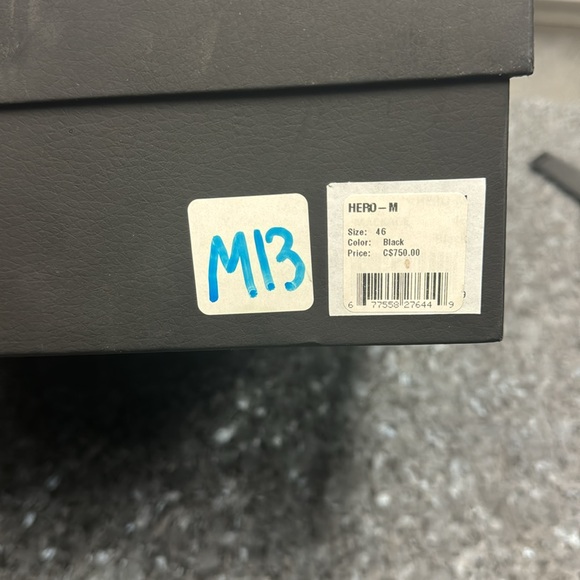 M13
HERO-M
Size: 46
Color: Black
Price: C$750.00
6 77558 27644 9